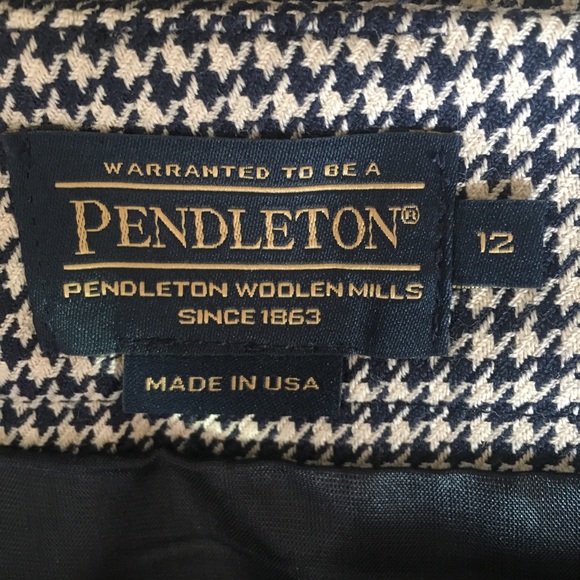 WARRANTED TO BE A
PENDLETON®
PENDLETON WOOLEN MILLS
SINCE 1863
12
MADE IN USA